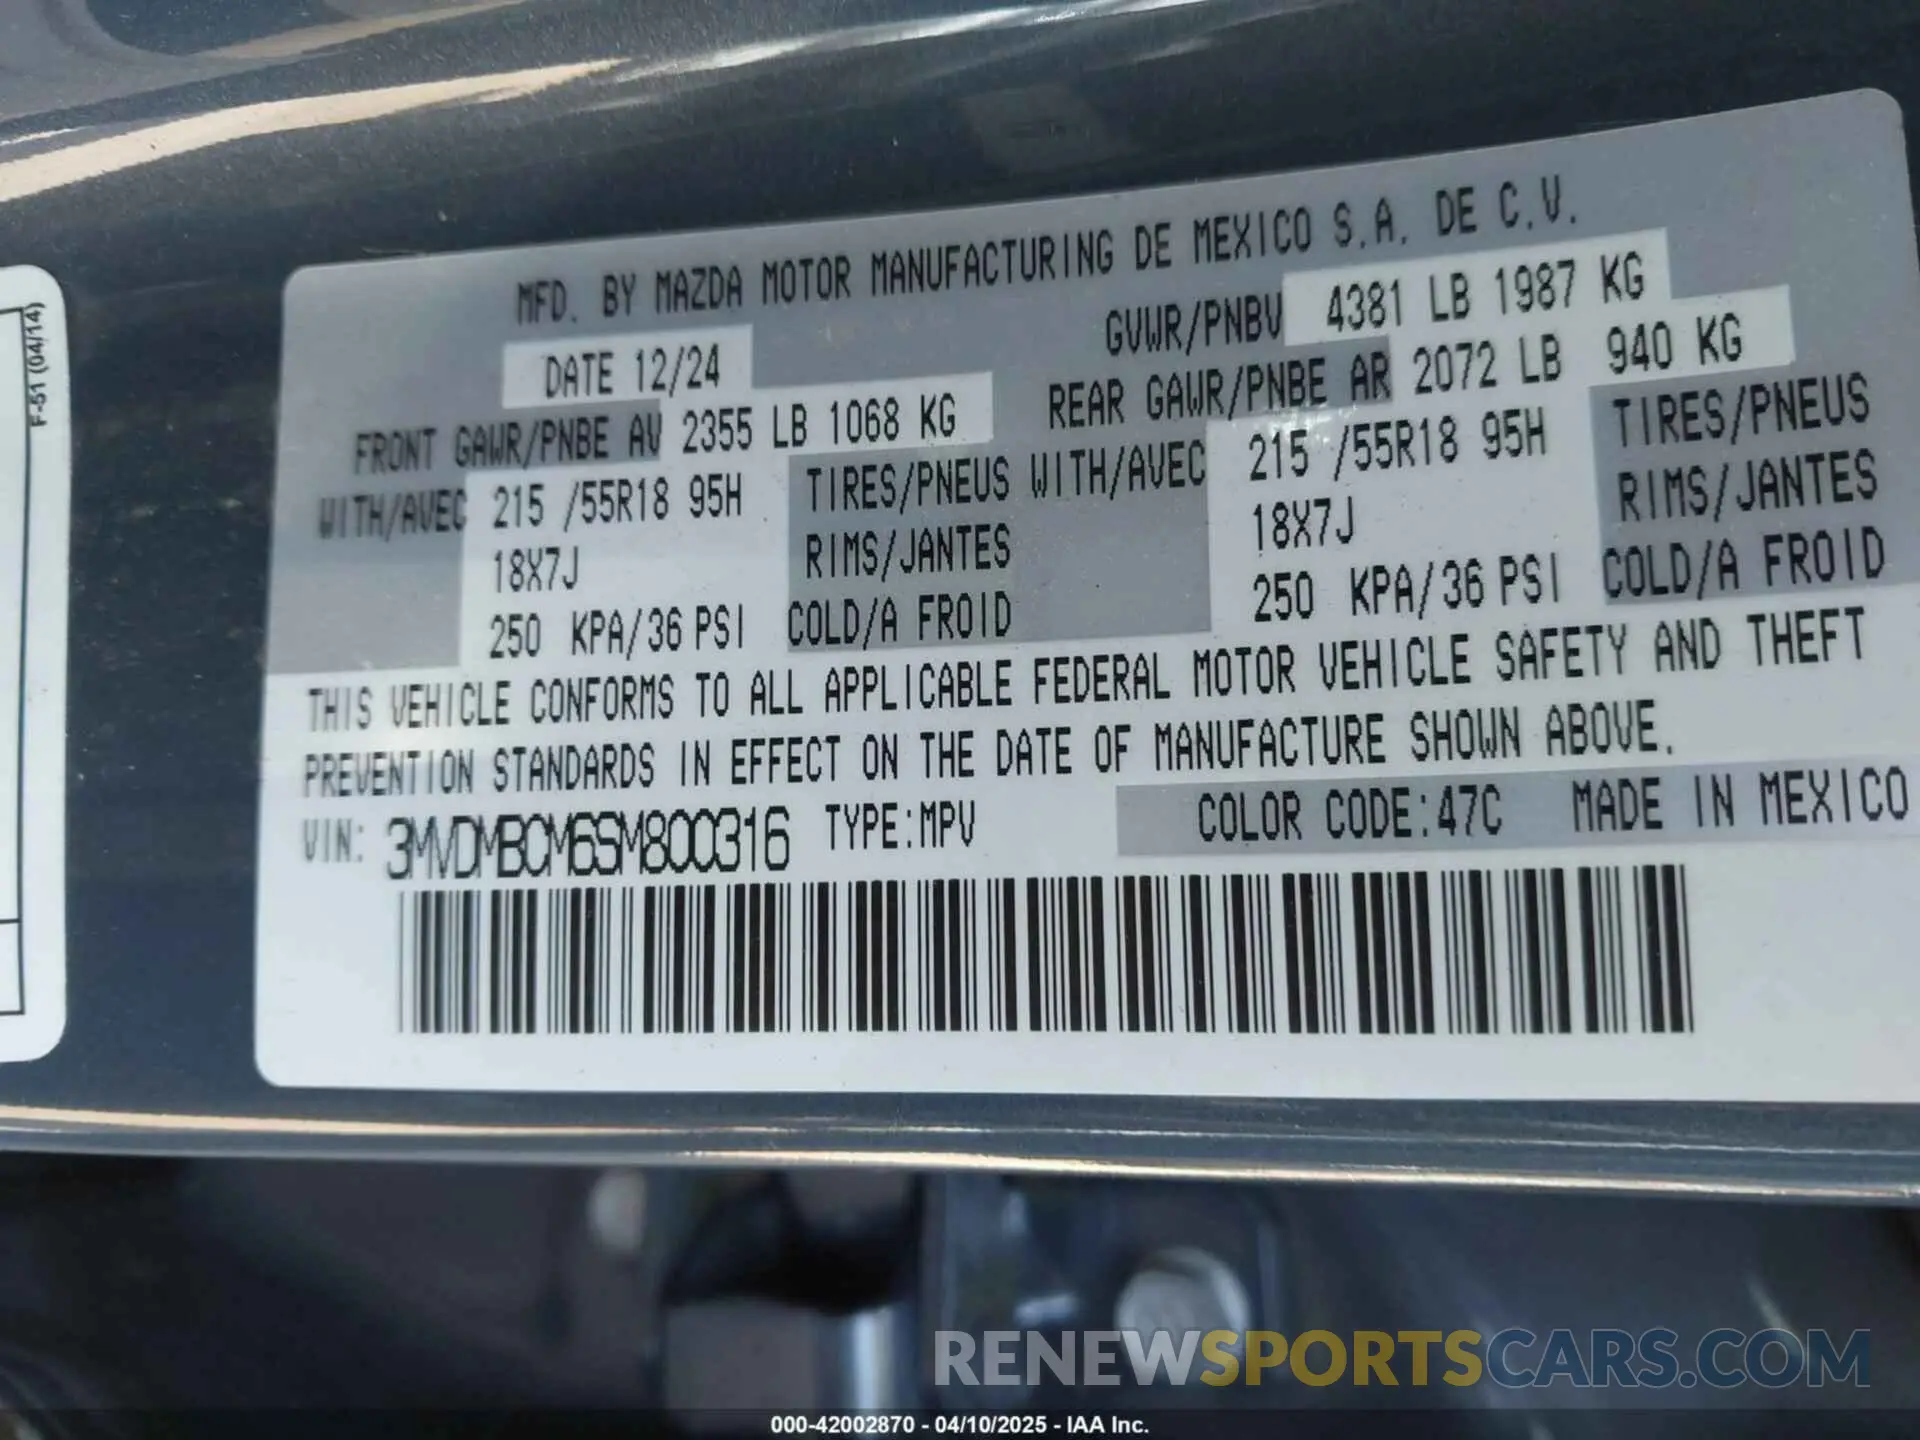 F-51 (04/14)
MFD. BY MAZDA MOTOR MANUFACTURING DE MEXICO S.A. DE C.V.
DATE 12/24 GVWR/PNBV 4381 LB 1987 KG
FRONT GAWR/PNBE AV 2355 LB 1068 KG REAR GAWR/PNBE AR 2072 LB 940 KG
WITH/AVEC 215 /55R18 95H TIRES/PNEUS WITH/AVEC 215 /55R18 95H TIRES/PNEUS
18X7J RIMS/JANTES 18X7J RIMS/JANTES
250 KPA/36 PSI COLD/A FROID 250 KPA/36 PSI COLD/A FROID
THIS VEHICLE CONFORMS TO ALL APPLICABLE FEDERAL MOTOR VEHICLE SAFETY AND THEFT
PREVENTION STANDARDS IN EFFECT ON THE DATE OF MANUFACTURE SHOWN ABOVE.
VIN: 3MVDMBCM6SM800316 TYPE:MPV COLOR CODE:47C MADE IN MEXICO
RENEWSPORTSCARS.COM
000-42002870 - 04/10/2025 - IAA Inc.